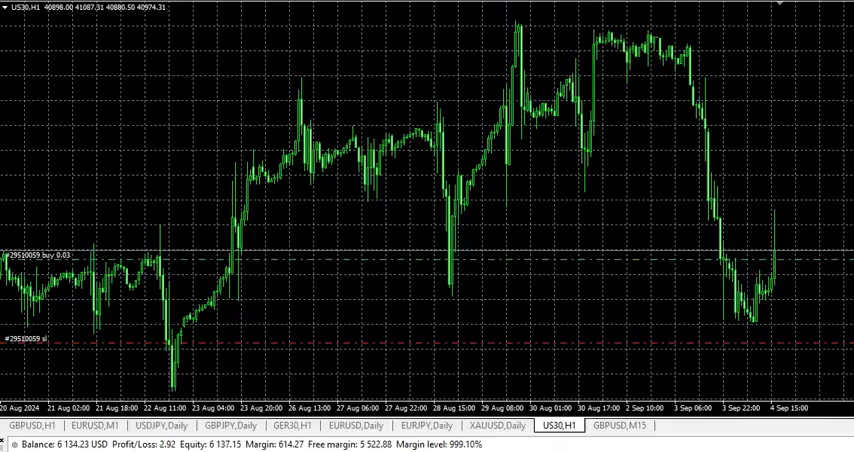 US30,H1 40898.00 41087.31 40880.50 40974.31
#29510059 buy 0.03
#29510059 sl
20 Aug 2024 21 Aug 02:00 21 Aug 18:00 22 Aug 11:00 23 Aug 04:00 23 Aug 20:00 26 Aug 13:00 27 Aug 06:00 27 Aug 22:00 28 Aug 15:00 29 Aug 08:00 30 Aug 01:00 30 Aug 17:00 2 Sep 10:00 3 Sep 06:00 3 Sep 22:00 4 Sep 15:00
GBPUSD,H1 EURUSD,M1 USDJPY,Daily GBPJPY,Daily GER30,H1 EURUSD,Daily EURJPY,Daily XAUUSD,Daily US30,H1 GBPUSD,M15
Balance: 6 134.23 USD Profit/Loss: 2.92 Equity: 6 137.15 Margin: 614.27 Free margin: 5 522.88 Margin level: 999.10%